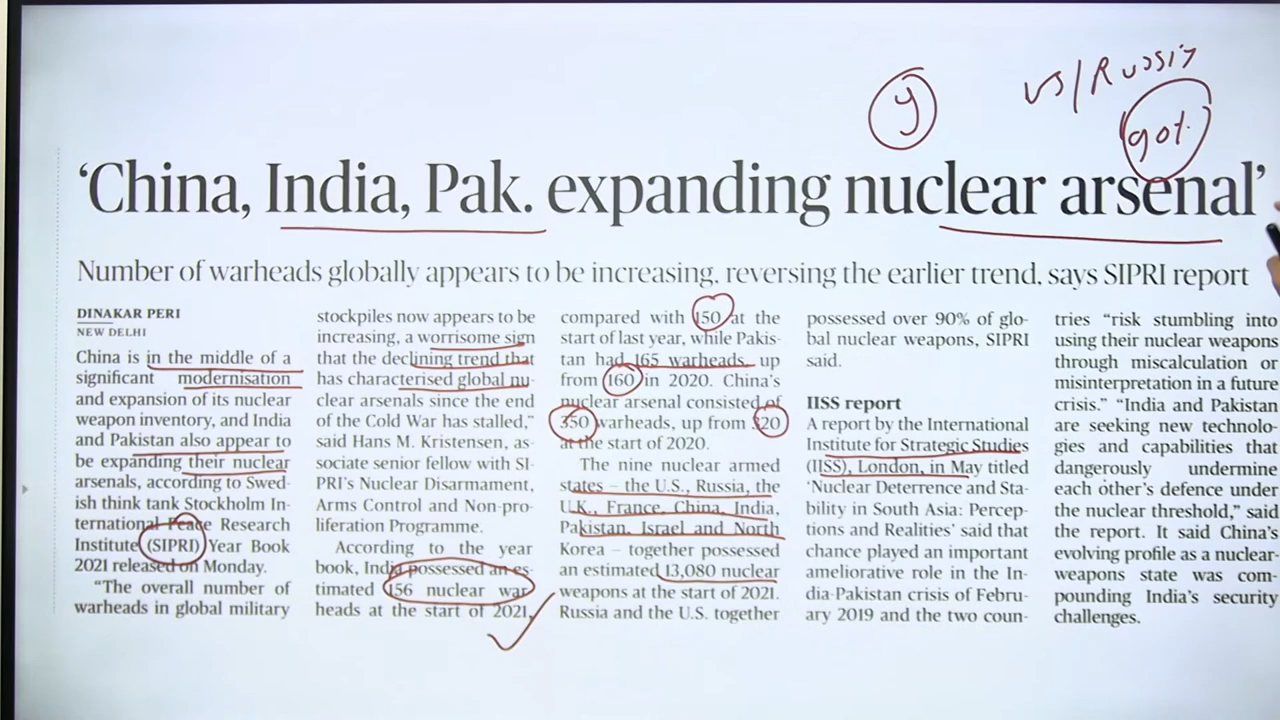 9
US/Russia
90%
‘China, India, Pak. expanding nuclear arsenal’
Number of warheads globally appears to be increasing, reversing the earlier trend, says SIPRI report
DINAKAR PERI
NEW DELHI
China is in the middle of a
significant modernisation
and expansion of its nuclear
weapon inventory, and India
and Pakistan also appear to
be expanding their nuclear
arsenals, according to Swed-
ish think tank Stockholm In-
ternational Peace Research
Institute (SIPRI) Year Book
2021 released on Monday.
“The overall number of
warheads in global military
stockpiles now appears to be
increasing, a worrisome sign
that the declining trend that
has characterised global nu-
clear arsenals since the end
of the Cold War has stalled,”
said Hans M. Kristensen, as-
sociate senior fellow with SI-
PRI’s Nuclear Disarmament,
Arms Control and Non-pro-
liferation Programme.
According to the year
book, India possessed an es-
timated 156 nuclear war-
heads at the start of 2021,
compared with 150 at the
start of last year, while Pakis-
tan had 165 warheads, up
from 160 in 2020. China’s
nuclear arsenal consisted of
350 warheads, up from 320
at the start of 2020.
The nine nuclear armed
states – the U.S., Russia, the
U.K., France, China, India,
Pakistan, Israel and North
Korea – together possessed
an estimated 13,080 nuclear
weapons at the start of 2021.
Russia and the U.S. together
possessed over 90% of glo-
bal nuclear weapons, SIPRI
said.
IISS report
A report by the International
Institute for Strategic Studies
(IISS), London, in May titled
‘Nuclear Deterrence and Sta-
bility in South Asia: Percep-
tions and Realities’ said that
chance played an important
ameliorative role in the In-
dia-Pakistan crisis of Febru-
ary 2019 and the two coun-
tries “risk stumbling into
using their nuclear weapons
through miscalculation or
misinterpretation in a future
crisis.” “India and Pakistan
are seeking new technolo-
gies and capabilities that
dangerously undermine
each other’s defence under
the nuclear threshold,” said
the report. It said China’s
evolving profile as a nuclear-
weapons state was com-
pounding India’s security
challenges.